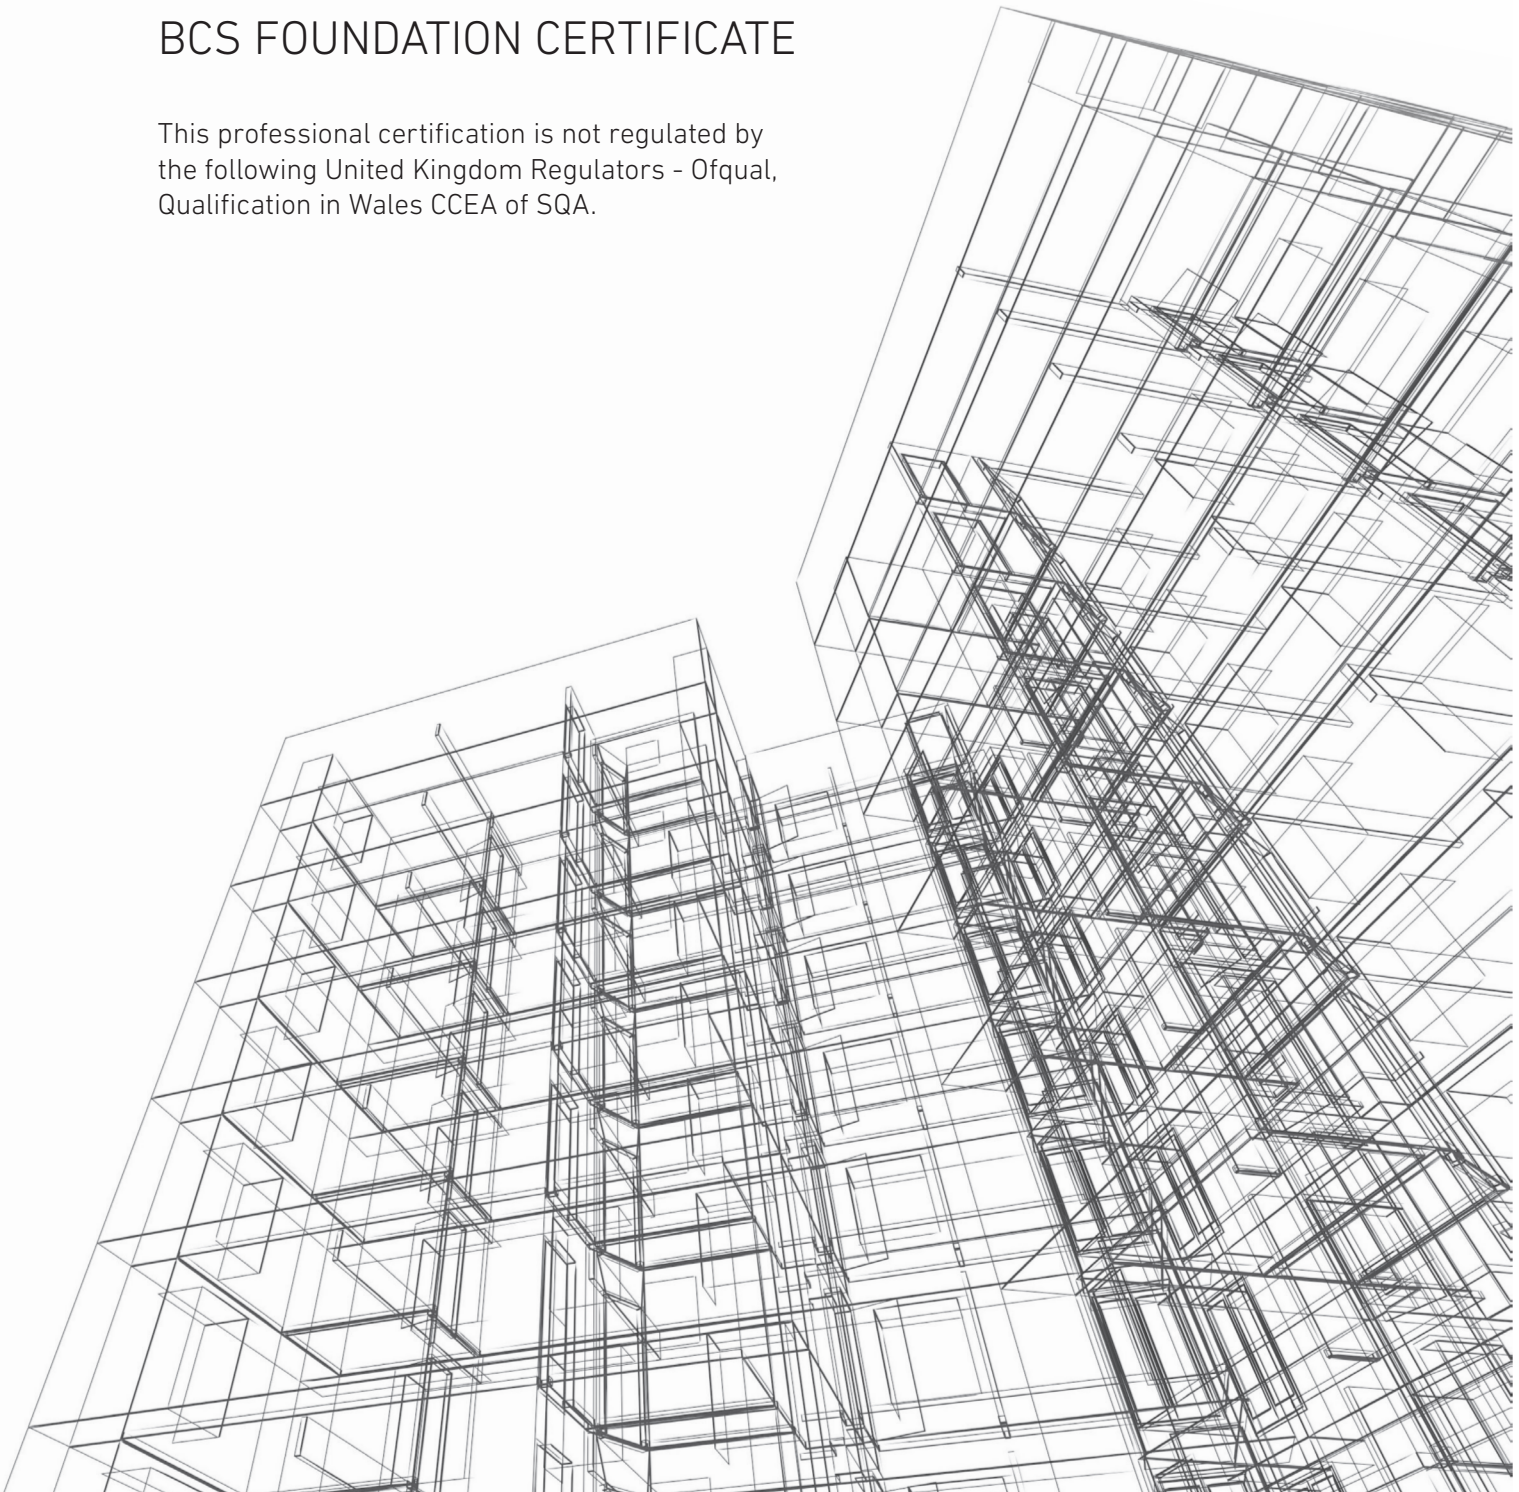 BCS FOUNDATION CERTIFICATE
This professional certification is not regulated by
the following United Kingdom Regulators - Ofqual,
Qualification in Wales CCEA of SQA.